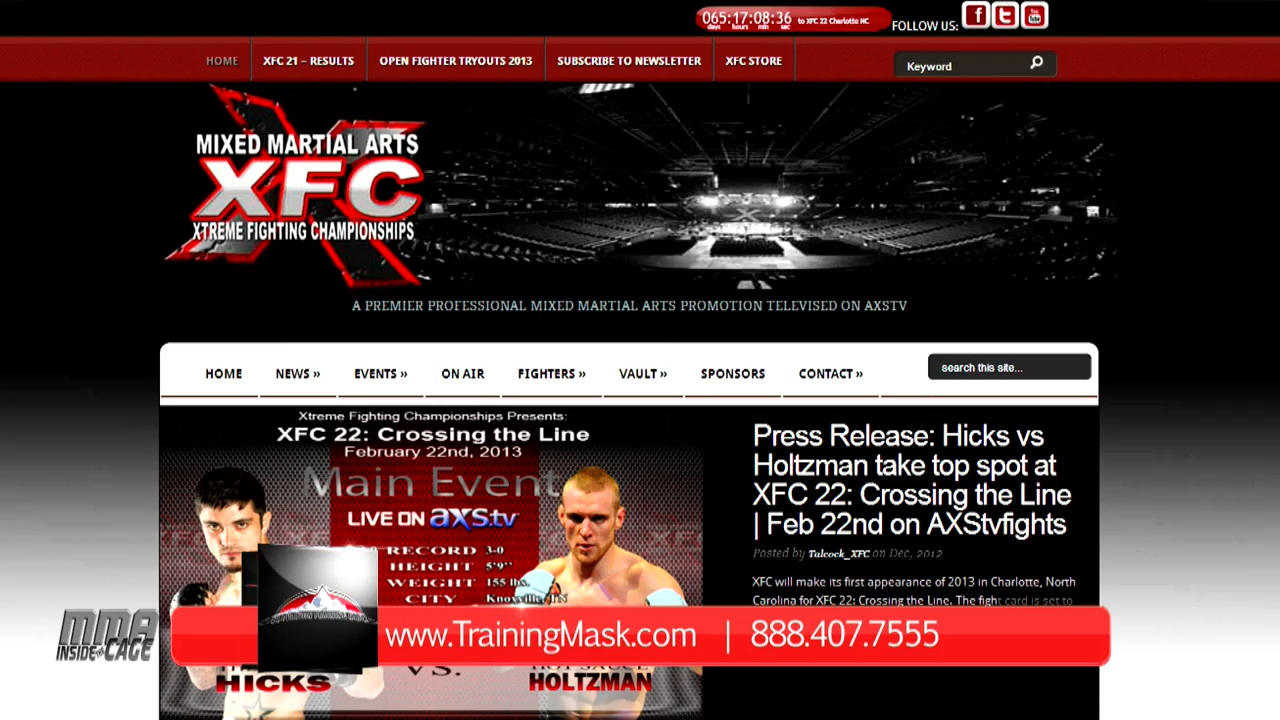 065:17:08:36 to XFC 22 Charlotte NC
days hours min sec
FOLLOW US:
HOME
XFC 21 – RESULTS
OPEN FIGHTER TRYOUTS 2013
SUBSCRIBE TO NEWSLETTER
XFC STORE
Keyword
MIXED MARTIAL ARTS
XFC
XTREME FIGHTING CHAMPIONSHIPS
A PREMIER PROFESSIONAL MIXED MARTIAL ARTS PROMOTION TELEVISED ON AXSTV
HOME
NEWS »
EVENTS »
ON AIR
FIGHTERS »
VAULT »
SPONSORS
CONTACT »
search this site...
Xtreme Fighting Championships Presents:
XFC 22: Crossing the Line
February 22nd, 2013
Main Event
LIVE ON axs.tv
RECORD 3-0
HEIGHT 5'9''
WEIGHT 155 lbs.
CITY Knoxville, TN
HICKS
VS.
HOLTZMAN
Press Release: Hicks vs
Holtzman take top spot at
XFC 22: Crossing the Line
| Feb 22nd on AXStvfights
Posted by Talcock_XFC on Dec, 2012
XFC will make its first appearance of 2013 in Charlotte, North
Carolina for XFC 22: Crossing the Line. The fight card is set to
MMA
INSIDE THE CAGE
www.TrainingMask.com | 888.407.7555